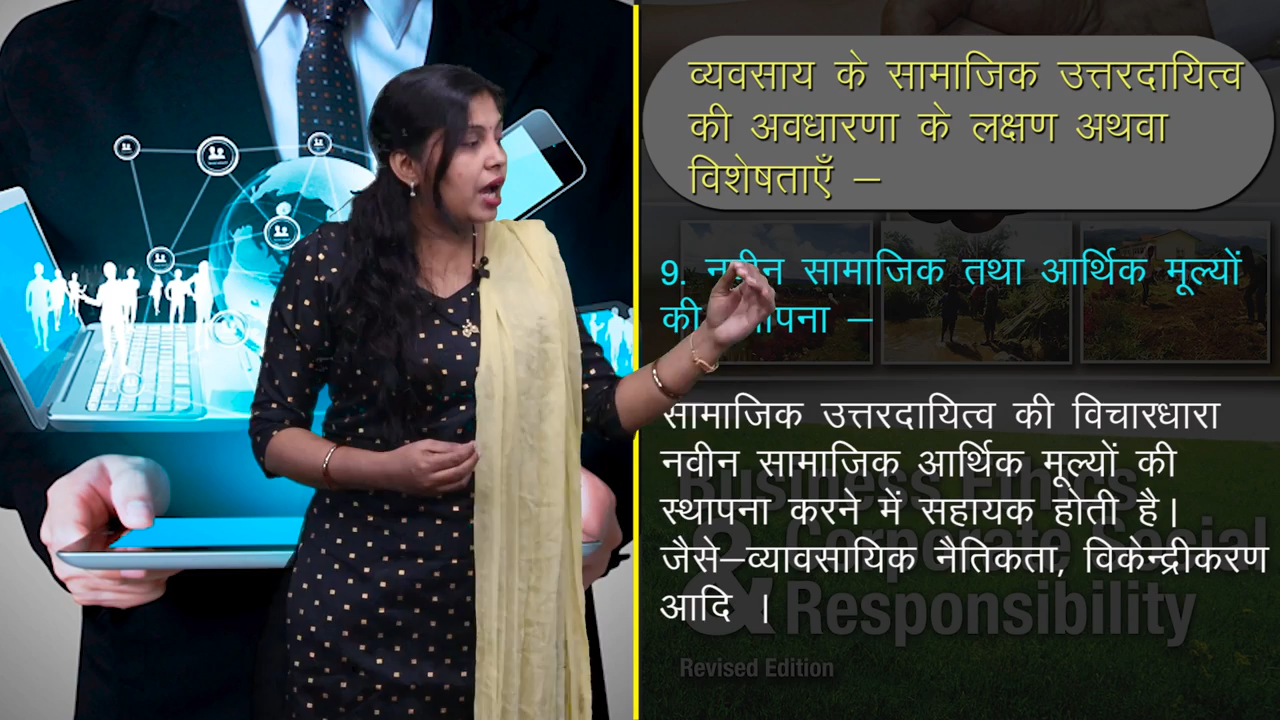 व्यवसाय के सामाजिक उत्तरदायित्व
की अवधारणा के लक्षण अथवा
विशेषताएँ –
9. नवीन सामाजिक तथा आर्थिक मूल्यों
की –
सामाजिक उत्तरदायित्व की विचारधारा
नवीन सामाजिक आर्थिक मूल्यों की
स्थापना करने में सहायक होती है।
जैसे–व्यावसायिक नैतिकता, विकेन्द्रीकरण
आदि ।
Business Ethics
& Corporate Social
Responsibility
Revised Edition